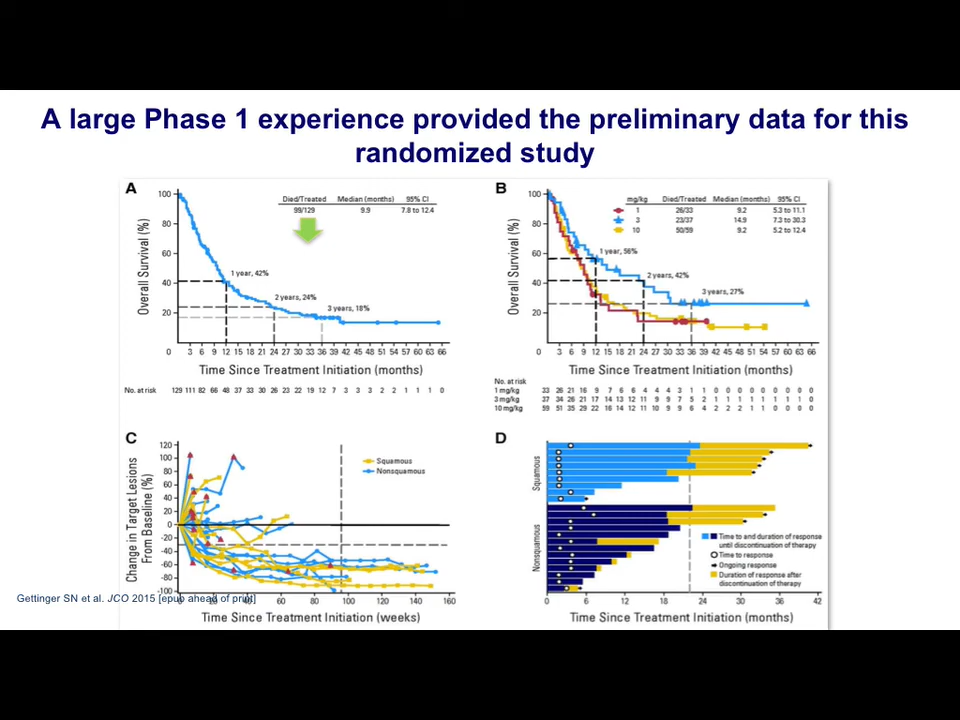 A large Phase 1 experience provided the preliminary data for this
randomized study
A
Died/Treated Median (months) 95% CI
99/129 9.9 7.8 to 12.4
Overall Survival (%)
100
80
60
40
20
1 year, 42%
2 years, 24%
3 years, 18%
0 3 6 9 12 15 18 21 24 27 30 33 36 39 42 45 48 51 54 57 60 63 66
Time Since Treatment Initiation (months)
No. at risk 129 111 82 66 48 37 33 30 26 23 22 19 12 7 3 3 3 2 2 1 1 1 0
B
mg/kg Died/Treated Median (months) 95% CI
1 26/33 9.2 5.3 to 11.1
3 23/37 14.9 7.3 to 30.3
10 50/59 9.2 5.2 to 12.4
Overall Survival (%)
100
80
60
40
20
1 year, 56%
2 years, 42%
3 years, 27%
0 3 6 9 12 15 18 21 24 27 30 33 36 39 42 45 48 51 54 57 60 63 66
Time Since Treatment Initiation (months)
No. at risk
1 mg/kg 33 26 21 16 9 7 6 6 4 4 4 3 1 1 0 0 0 0 0 0 0 0 0
3 mg/kg 37 34 26 21 17 14 13 12 11 9 9 7 5 2 1 1 1 1 1 1 1 1 0
10 mg/kg 59 51 35 29 22 16 14 12 11 10 9 9 6 4 2 2 2 1 1 0 0 0 0
C
Change in Target Lesions
From Baseline (%)
120
100
80
60
40
20
0
-20
-40
-60
-80
-100
Squamous
Nonsquamous
0 20 40 60 80 100 120 140 160
Time Since Treatment Initiation (weeks)
D
Squamous
Nonsquamous
Time to and duration of response
until discontinuation of therapy
Time to response
Ongoing response
Duration of response after
discontinuation of therapy
0 6 12 18 24 30 36 42
Time Since Treatment Initiation (months)
Gettinger SN et al. JCO 2015 [epub ahead of print]